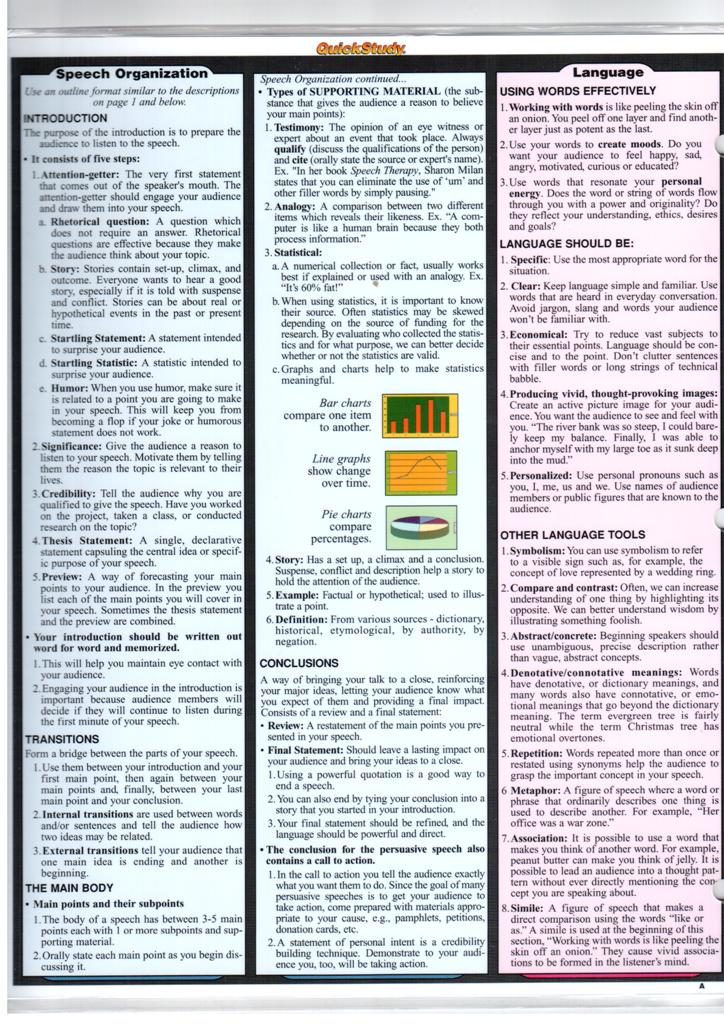 QuickStudy.
Speech Organization
Use an outline format similar to the descriptions
on page 1 and below.
INTRODUCTION
The purpose of the introduction is to prepare the
audience to listen to the speech.
• It consists of five steps:
1. Attention-getter: The very first statement
that comes out of the speaker's mouth. The
attention-getter should engage your audience
and draw them into your speech.
a. Rhetorical question: A question which
does not require an answer. Rhetorical
questions are effective because they make
the audience think about your topic.
b. Story: Stories contain set-up, climax, and
outcome. Everyone wants to hear a good
story, especially if it is told with suspense
and conflict. Stories can be about real or
hypothetical events in the past or present
time.
c. Startling Statement: A statement intended
to surprise your audience.
d. Startling Statistic: A statistic intended to
surprise your audience.
e. Humor: When you use humor, make sure it
is related to a point you are going to make
in your speech. This will keep you from
becoming a flop if your joke or humorous
statement does not work.
2. Significance: Give the audience a reason to
listen to your speech. Motivate them by telling
them the reason the topic is relevant to their
lives.
3. Credibility: Tell the audience why you are
qualified to give the speech. Have you worked
on the project, taken a class, or conducted
research on the topic?
4. Thesis Statement: A single, declarative
statement capsuling the central idea or specif-
ic purpose of your speech.
5. Preview: A way of forecasting your main
points to your audience. In the preview you
list each of the main points you will cover in
your speech. Sometimes the thesis statement
and the preview are combined.
• Your introduction should be written out
word for word and memorized.
1. This will help you maintain eye contact with
your audience.
2. Engaging your audience in the introduction is
important because audience members will
decide if they will continue to listen during
the first minute of your speech.
TRANSITIONS
Form a bridge between the parts of your speech.
1. Use them between your introduction and your
first main point, then again between your
main points and, finally, between your last
main point and your conclusion.
2. Internal transitions are used between words
and/or sentences and tell the audience how
two ideas may be related.
3. External transitions tell your audience that
one main idea is ending and another is
beginning.
THE MAIN BODY
• Main points and their subpoints
1. The body of a speech has between 3-5 main
points each with 1 or more subpoints and sup-
porting material.
2. Orally state each main point as you begin dis-
cussing it.
Speech Organization continued...
• Types of SUPPORTING MATERIAL (the sub-
stance that gives the audience a reason to believe
your main points):
1. Testimony: The opinion of an eye witness or
expert about an event that took place. Always
qualify (discuss the qualifications of the person)
and cite (orally state the source or expert's name).
Ex. "In her book Speech Therapy, Sharon Milan
states that you can eliminate the use of 'um' and
other filler words by simply pausing."
2. Analogy: A comparison between two different
items which reveals their likeness. Ex. "A com-
puter is like a human brain because they both
process information."
3. Statistical:
a. A numerical collection or fact, usually works
best if explained or used with an analogy. Ex.
"It's 60% fat!"
b. When using statistics, it is important to know
their source. Often statistics may be skewed
depending on the source of funding for the
research. By evaluating who collected the statis-
tics and for what purpose, we can better decide
whether or not the statistics are valid.
c. Graphs and charts help to make statistics
meaningful.
Bar charts
compare one item
to another.
Line graphs
show change
over time.
Pie charts
compare
percentages.
4. Story: Has a set up, a climax and a conclusion.
Suspense, conflict and description help a story to
hold the attention of the audience.
5. Example: Factual or hypothetical; used to illus-
trate a point.
6. Definition: From various sources - dictionary,
historical, etymological, by authority, by
negation.
CONCLUSIONS
A way of bringing your talk to a close, reinforcing
your major ideas, letting your audience know what
you expect of them and providing a final impact.
Consists of a review and a final statement:
• Review: A restatement of the main points you pre-
sented in your speech.
• Final Statement: Should leave a lasting impact on
your audience and bring your ideas to a close.
1. Using a powerful quotation is a good way to
end a speech.
2. You can also end by tying your conclusion into a
story that you started in your introduction.
3. Your final statement should be refined, and the
language should be powerful and direct.
• The conclusion for the persuasive speech also
contains a call to action.
1. In the call to action you tell the audience exactly
what you want them to do. Since the goal of many
persuasive speeches is to get your audience to
take action, come prepared with materials appro-
priate to your cause, e.g., pamphlets, petitions,
donation cards, etc.
2. A statement of personal intent is a credibility
building technique. Demonstrate to your audi-
ence you, too, will be taking action.
Language
USING WORDS EFFECTIVELY
1. Working with words is like peeling the skin off
an onion. You peel off one layer and find anoth-
er layer just as potent as the last.
2. Use your words to create moods. Do you
want your audience to feel happy, sad,
angry, motivated, curious or educated?
3. Use words that resonate your personal
energy. Does the word or string of words flow
through you with a power and originality? Do
they reflect your understanding, ethics, desires
and goals?
LANGUAGE SHOULD BE:
1. Specific: Use the most appropriate word for the
situation.
2. Clear: Keep language simple and familiar. Use
words that are heard in everyday conversation.
Avoid jargon, slang and words your audience
won't be familiar with.
3. Economical: Try to reduce vast subjects to
their essential points. Language should be con-
cise and to the point. Don't clutter sentences
with filler words or long strings of technical
babble.
4. Producing vivid, thought-provoking images:
Create an active picture image for your audi-
ence. You want the audience to see and feel with
you. "The river bank was so steep, I could bare-
ly keep my balance. Finally, I was able to
anchor myself with my large toe as it sunk deep
into the mud."
5. Personalized: Use personal pronouns such as
you, I, me, us and we. Use names of audience
members or public figures that are known to the
audience.
OTHER LANGUAGE TOOLS
1. Symbolism: You can use symbolism to refer
to a visible sign such as, for example, the
concept of love represented by a wedding ring.
2. Compare and contrast: Often, we can increase
understanding of one thing by highlighting its
opposite. We can better understand wisdom by
illustrating something foolish.
3. Abstract/concrete: Beginning speakers should
use unambiguous, precise description rather
than vague, abstract concepts.
4. Denotative/connotative meanings: Words
have denotative, or dictionary meanings, and
many words also have connotative, or emo-
tional meanings that go beyond the dictionary
meaning. The term evergreen tree is fairly
neutral while the term Christmas tree has
emotional overtones.
5. Repetition: Words repeated more than once or
restated using synonyms help the audience to
grasp the important concept in your speech.
6 Metaphor: A figure of speech where a word or
phrase that ordinarily describes one thing is
used to describe another. For example, "Her
office was a war zone."
7. Association: It is possible to use a word that
makes you think of another word. For example,
peanut butter can make you think of jelly. It is
possible to lead an audience into a thought pat-
tern without ever directly mentioning the con-
cept you are speaking about.
8. Simile: A figure of speech that makes a
direct comparison using the words "like or
as." A simile is used at the beginning of this
section, "Working with words is like peeling the
skin off an onion." They cause vivid associa-
tions to be formed in the listener's mind.
A